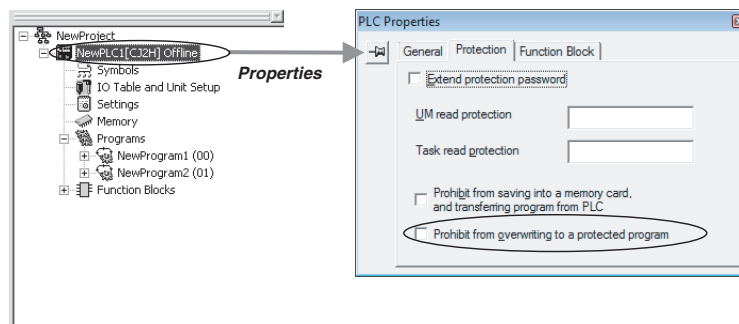 NewProject
NewPLC1[CJ2H] Offline
Symbols
IO Table and Unit Setup
Settings
Memory
Programs
NewProgram1 (00)
NewProgram2 (01)
Function Blocks
Properties
PLC Properties
General Protection Function Block
Extend protection password
UM read protection
Task read protection
Prohibit from saving into a memory card,
and transferring program from PLC
Prohibit from overwriting to a protected program